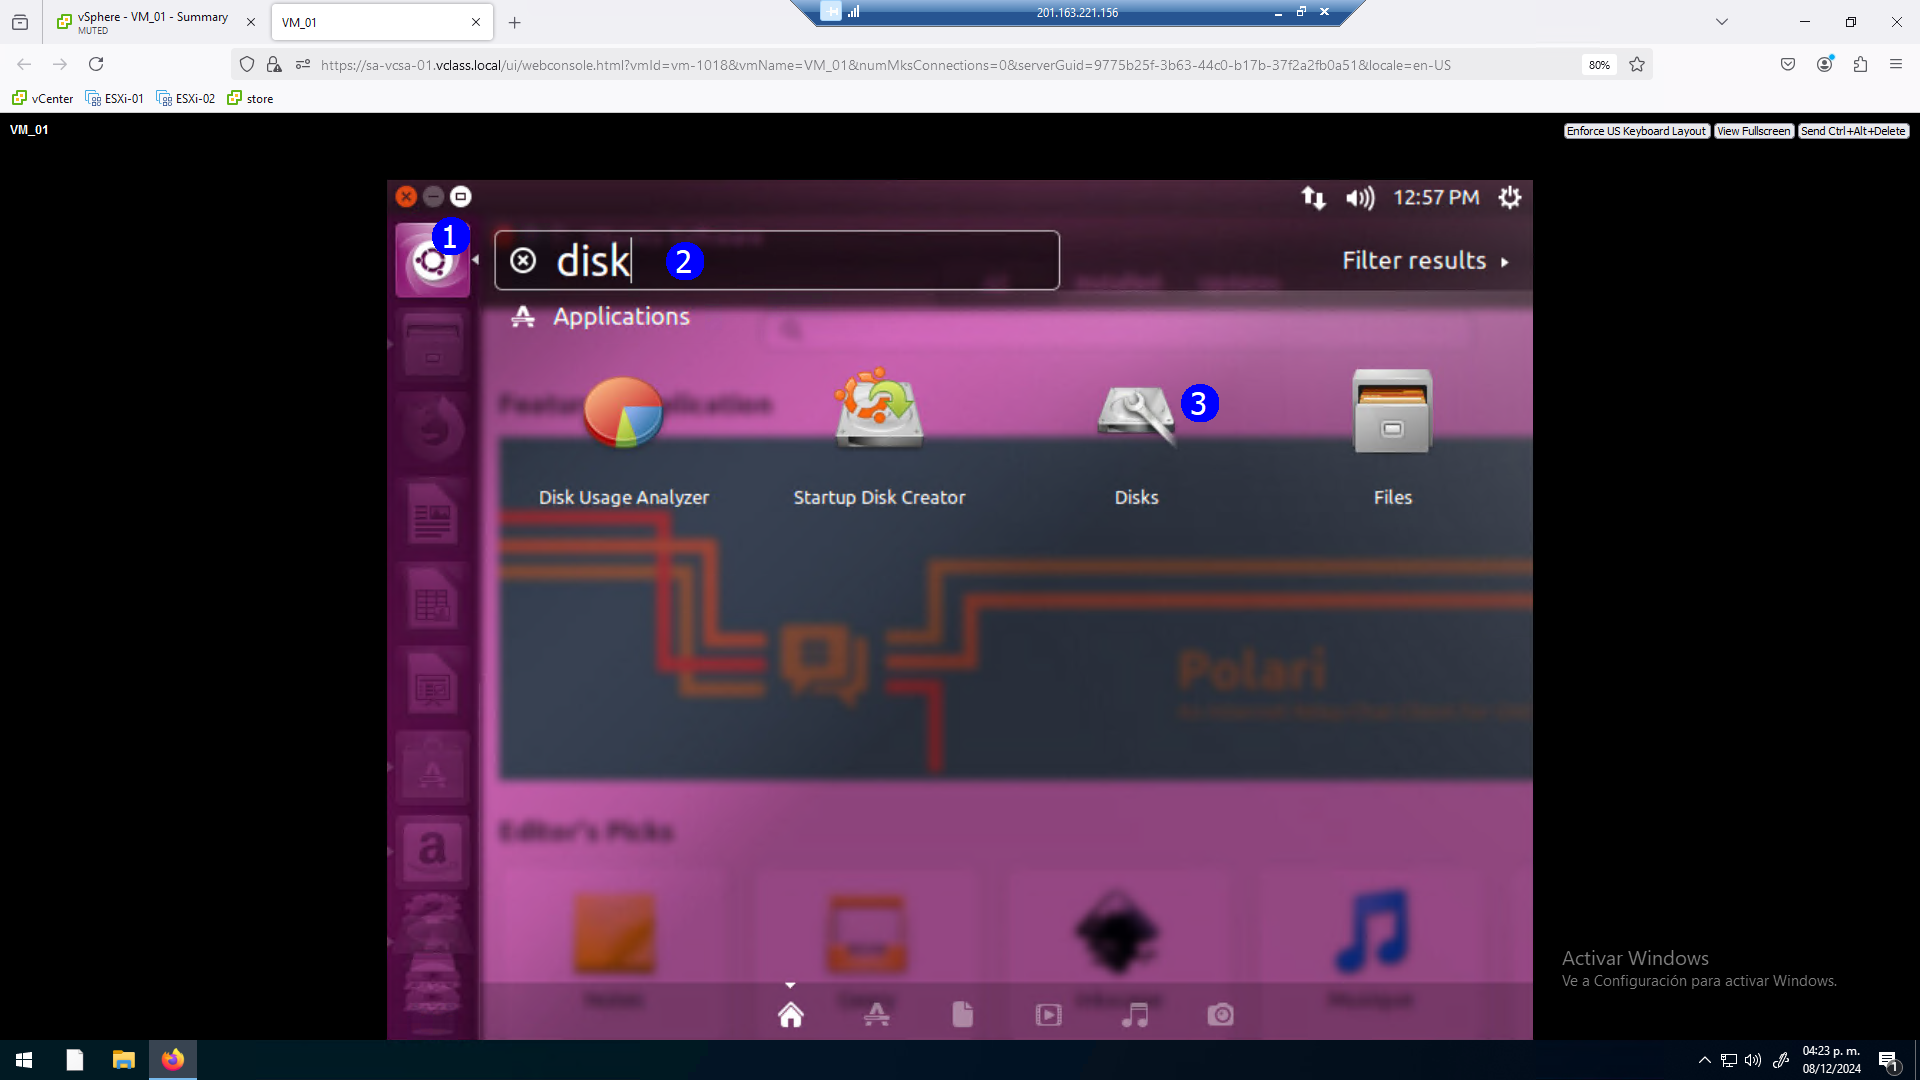 vSphere - VM_01 - Summary
MUTED
VM_01
201.163.221.156
https://sa-vcsa-01.vclass.local/ui/webconsole.html?vmId=vm-1018&vmName=VM_01&numMksConnections=0&serverGuid=9775b25f-3b63-44c0-b17b-37f2a2fb0a51&locale=en-US
80%
vCenter
ESXi-01
ESXi-02
store
VM_01
Enforce US Keyboard Layout
View Fullscreen
Send Ctrl+Alt+Delete
12:57 PM
1
disk
2
Filter results
Applications
3
Disk Usage Analyzer
Startup Disk Creator
Disks
Files
Polari
Editor's Picks
Activar Windows
Ve a Configuración para activar Windows.
04:23 p. m.
08/12/2024
1